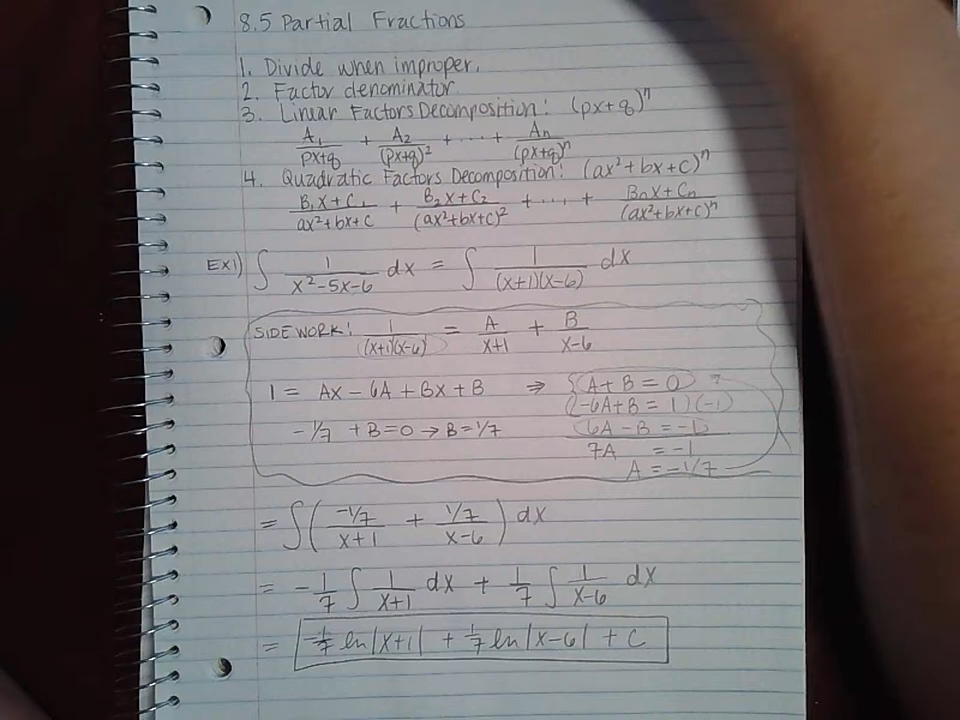 8.5 Partial Fractions
1. Divide when improper.
2. Factor denominator
3. Linear Factors Decomposition: (px+q)^n
A₁/(px+q) + A₂/(px+q)² + ... + Aₙ/(px+q)^n
4. Quadratic Factors Decomposition: (ax²+bx+c)^n
(B₁x+C₁)/(ax²+bx+c) + (B₂x+C₂)/(ax²+bx+c)² + ... + (Bₙx+Cₙ)/(ax²+bx+c)^n
EX1) ∫ 1/(x²-5x-6) dx = ∫ 1/((x+1)(x-6)) dx
SIDEWORK: 1/((x+1)(x-6)) = A/(x+1) + B/(x-6)
1 = Ax - 6A + Bx + B ⇒ { A+B = 0
(-6A+B = 1)(-1)
-1/7 + B = 0 → B = 1/7
6A - B = -1
7A = -1
A = -1/7
= ∫( (-1/7)/(x+1) + (1/7)/(x-6) ) dx
= -1/7 ∫ 1/(x+1) dx + 1/7 ∫ 1/(x-6) dx
= -1/7 ln|x+1| + 1/7 ln|x-6| + C